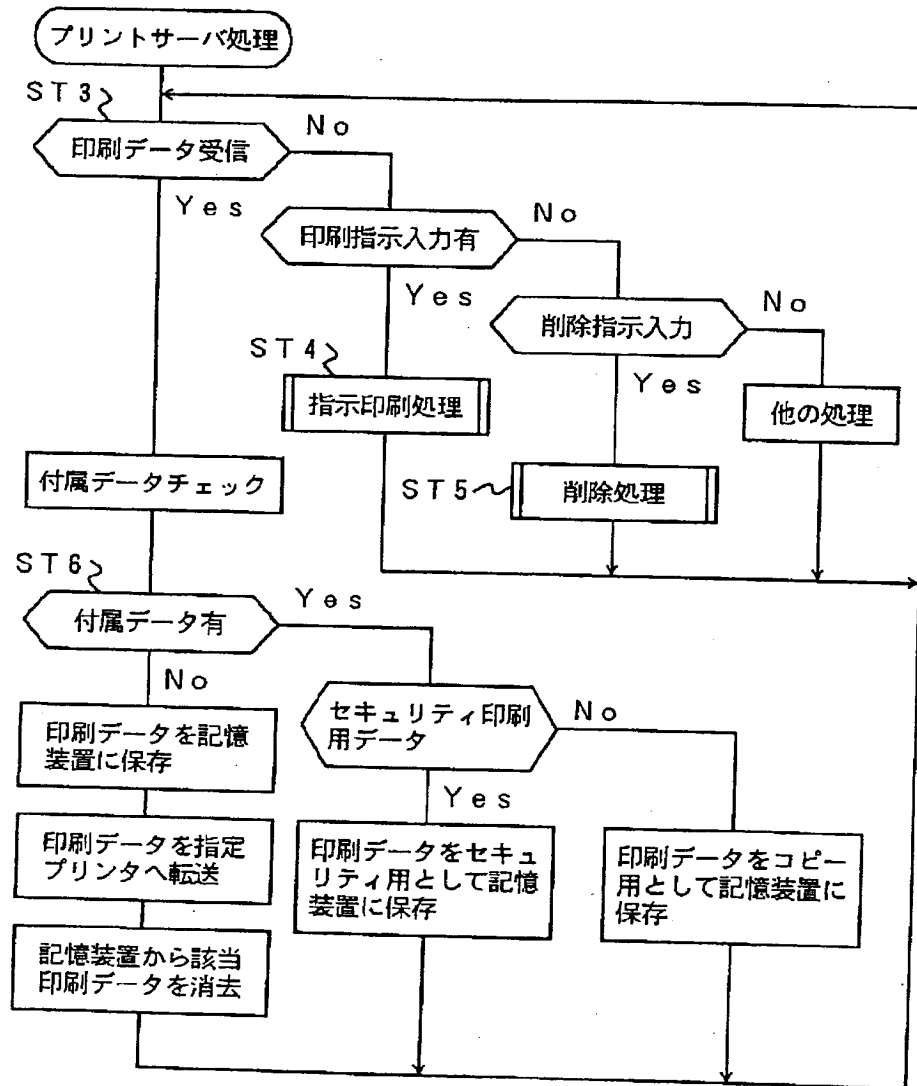 プリントサーバ処理
ST3
No
印刷データ受信
Yes
No
印刷指示入力有
Yes
No
削除指示入力
ST4
Yes
指示印刷処理
他の処理
付属データチェック
ST5
削除処理
ST6
Yes
付属データ有
No
セキュリティ印刷
用データ
No
印刷データを記憶
装置に保存
Yes
印刷データを指定
プリンタへ転送
印刷データをセキュ
リティ用として記憶
装置に保存
印刷データをコピー
用として記憶装置に
保存
記憶装置から該当
印刷データを消去